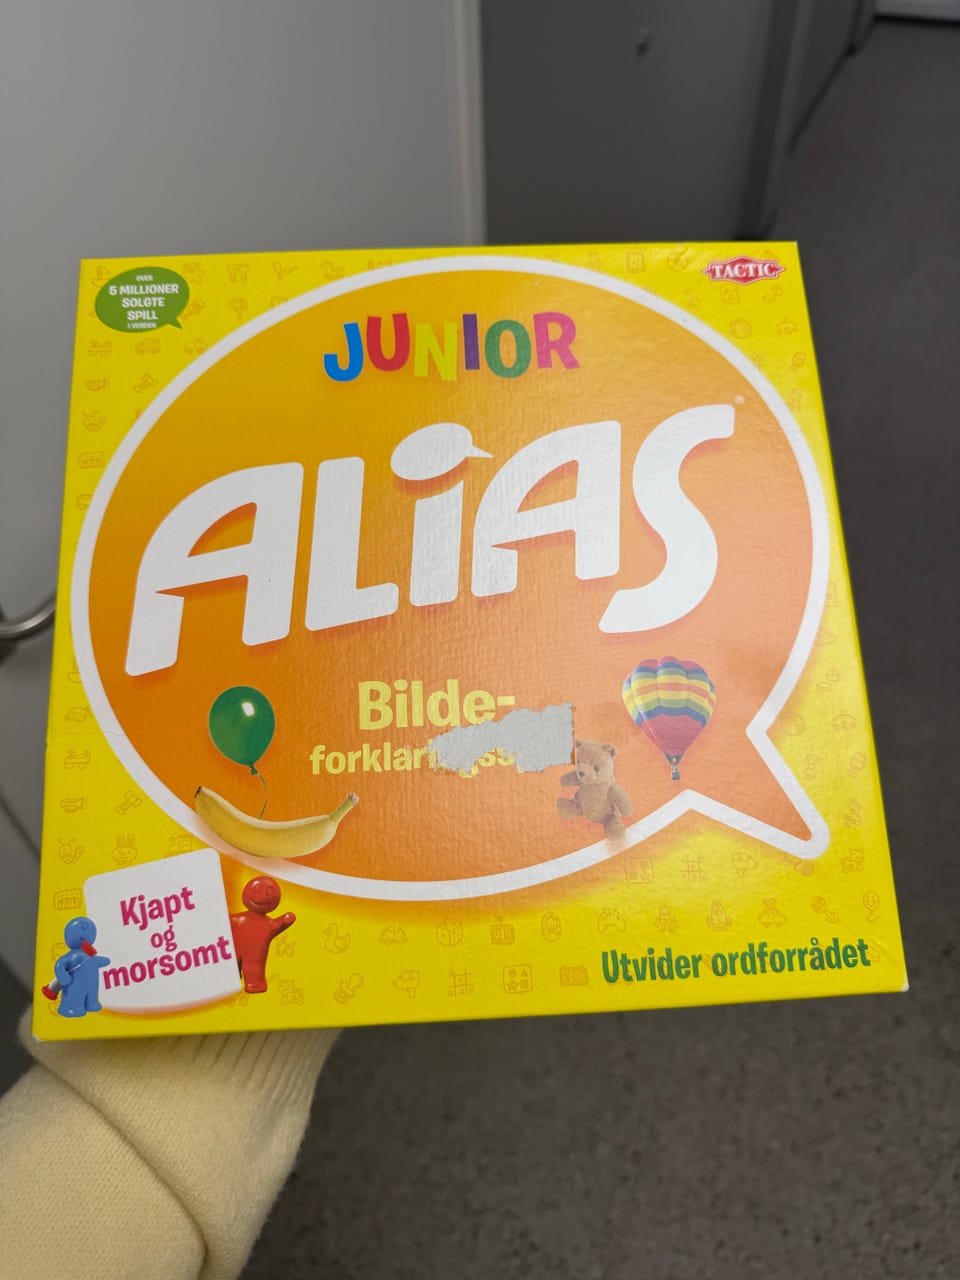 OVER
5 MILLIONER
SOLGTE
SPILL
I VERDEN
TACTIC
JUNIOR
ALiAS®
Bilde-
Kjapt
og
morsomt
Utvider ordforrådet